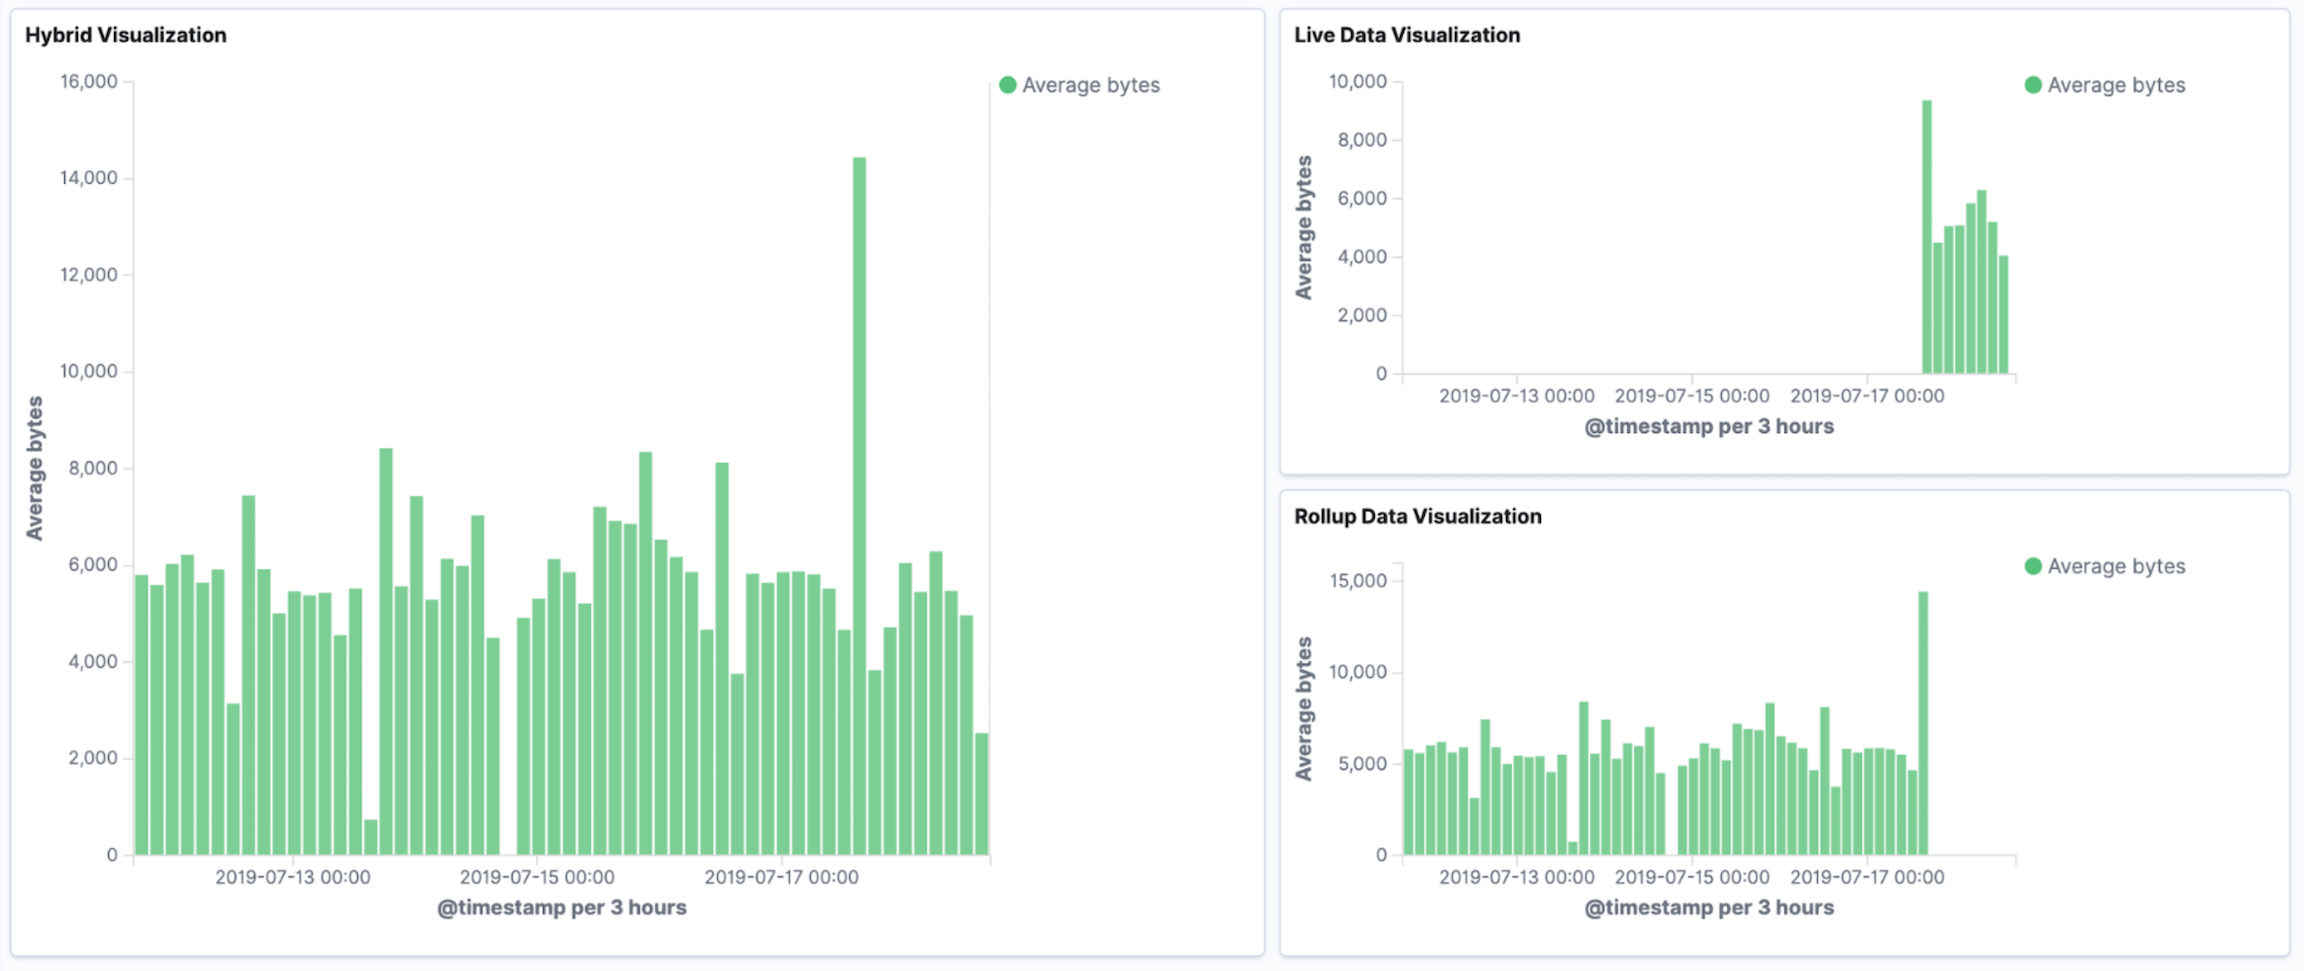 Hybrid Visualization
16,000
14,000
12,000
10,000
8,000
6,000
4,000
2,000
0
Average bytes
Average bytes
2019-07-13 00:00 2019-07-15 00:00 2019-07-17 00:00
@timestamp per 3 hours
Live Data Visualization
10,000
8,000
6,000
4,000
2,000
0
Average bytes
Average bytes
2019-07-13 00:00 2019-07-15 00:00 2019-07-17 00:00
@timestamp per 3 hours
Rollup Data Visualization
15,000
10,000
5,000
0
Average bytes
Average bytes
2019-07-13 00:00 2019-07-15 00:00 2019-07-17 00:00
@timestamp per 3 hours